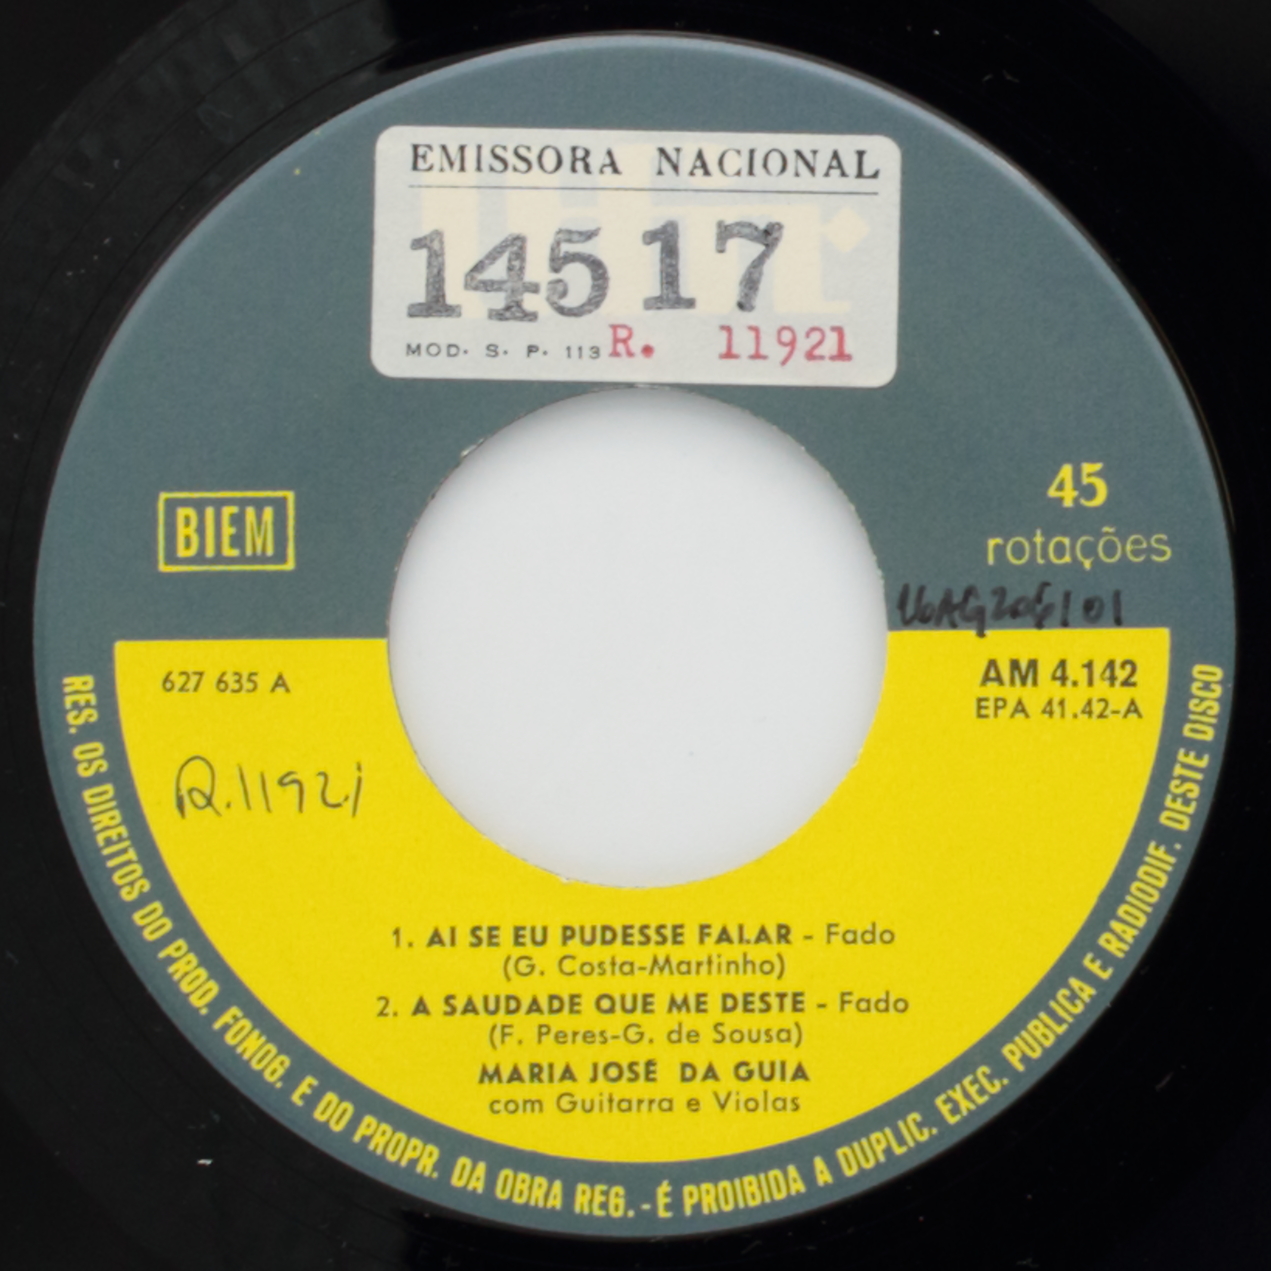 EMISSORA NACIONAL
14517
MOD. S. P. 113 R. 11921
BIEM
45
rotações
627 635 A
AM 4.142
EPA 41.42-A
R.11921
1. AI SE EU PUDESSE FALAR - Fado
(G. Costa-Martinho)
2. A SAUDADE QUE ME DESTE - Fado
(F. Peres-G. de Sousa)
MARIA JOSÉ DA GUIA
com Guitarra e Violas
RES. OS DIREITOS DO PROD. FONOG. E DO PROPR. DA OBRA REG. - É PROIBIDA A DUPLIC. EXEC. PUBLICA E RADIODIF. DESTE DISCO